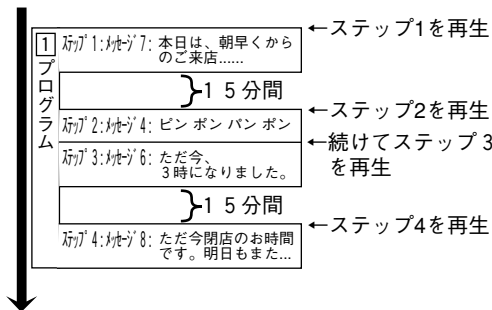 ←ステップ1を再生
1プログラム
ｽﾃｯﾌﾟ1:ﾒｯｾｰｼﾞ7: 本日は、朝早くから
のご来店......
15分間
←ステップ2を再生
ｽﾃｯﾌﾟ2:ﾒｯｾｰｼﾞ4: ピン ポン パン ポン
←続けてステップ3
を再生
ｽﾃｯﾌﾟ3:ﾒｯｾｰｼﾞ6: ただ今、
3時になりました。
15分間
←ステップ4を再生
ｽﾃｯﾌﾟ4:ﾒｯｾｰｼﾞ8: ただ今閉店のお時間
です。明日もまた...